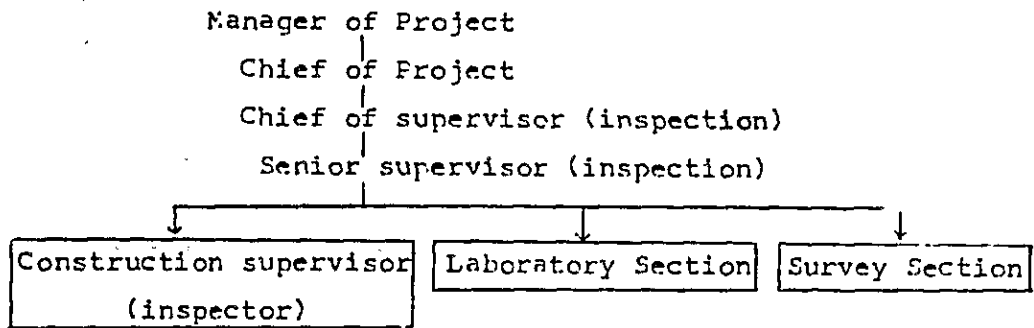 Manager of Project
Chief of Project
Chief of supervisor (inspection)
Senior supervisor (inspection)
Construction supervisor
(inspector)
Laboratory Section
Survey Section